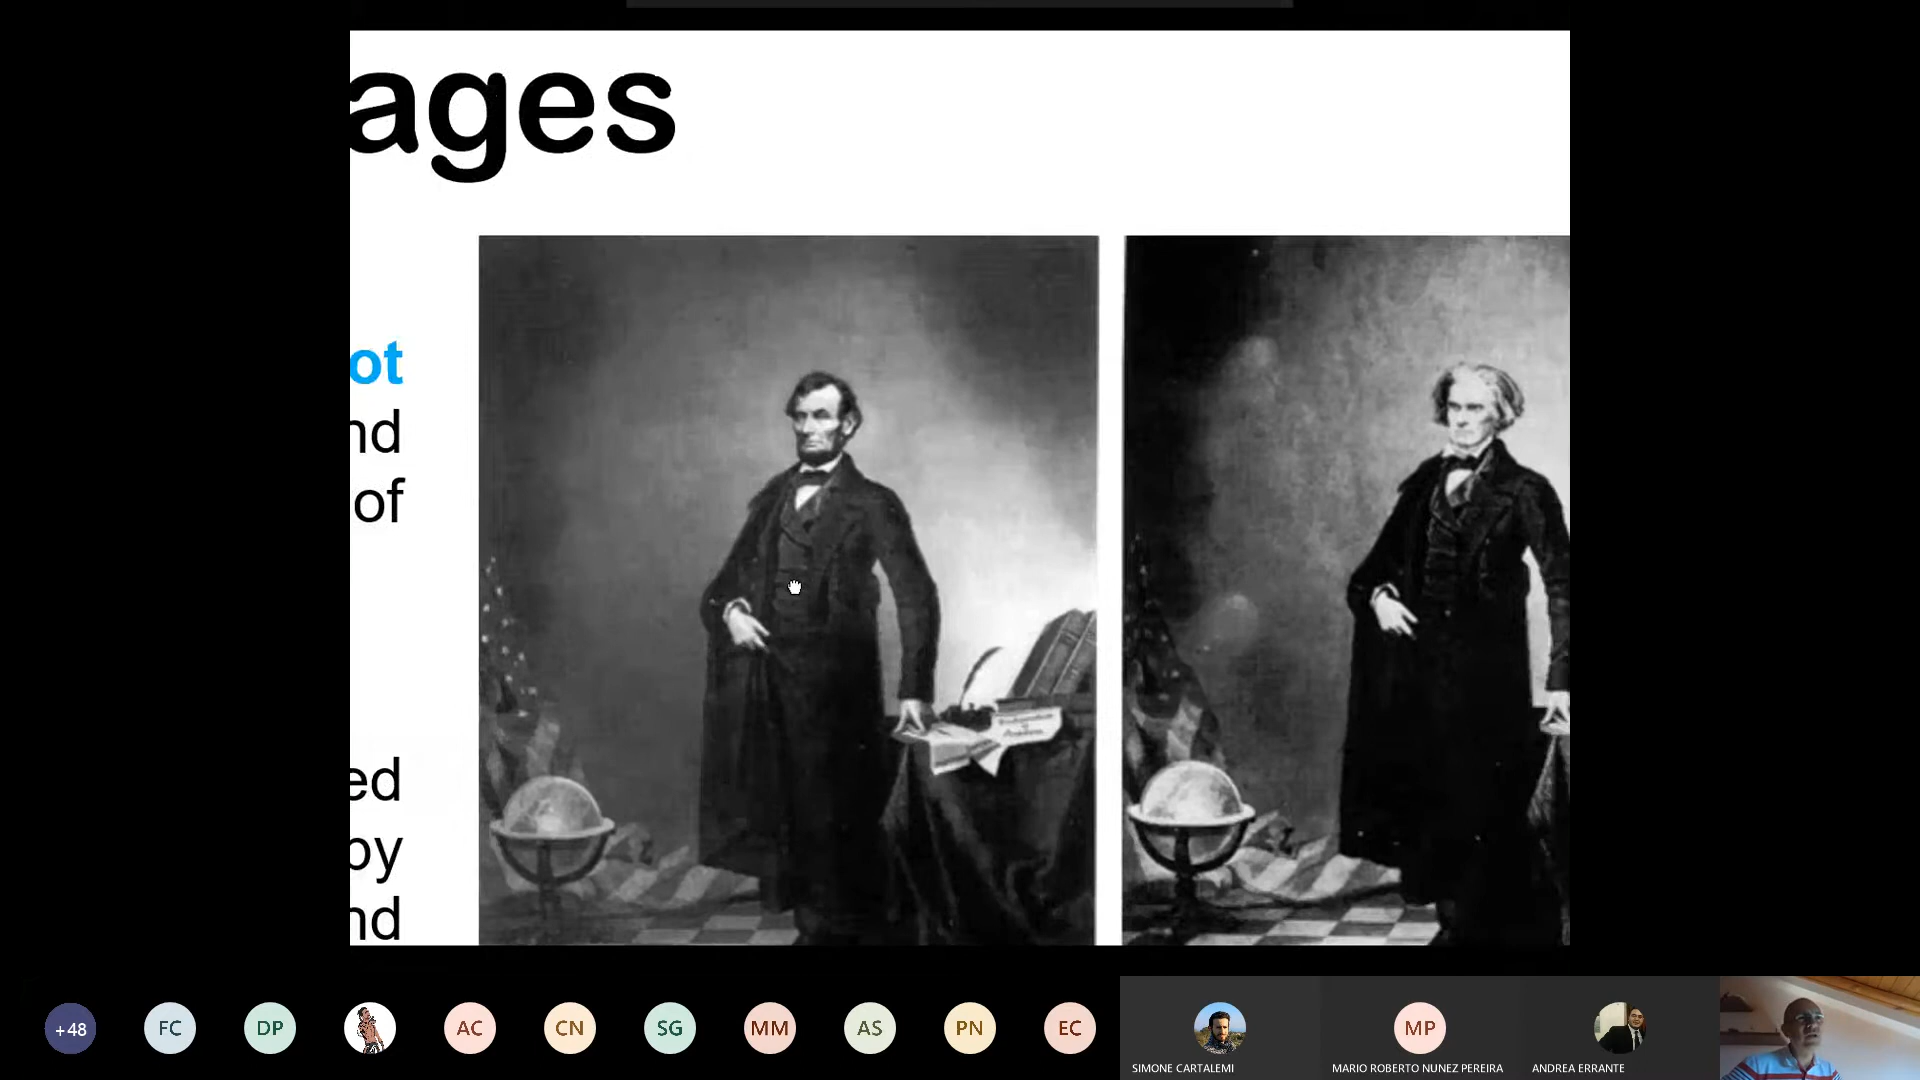 ages
ot
nd
of
ed
by
nd
+48
FC
DP
AC
CN
SG
MM
AS
PN
EC
MP
SIMONE CARTALEMI
MARIO ROBERTO NUNEZ PEREIRA
ANDREA ERRANTE